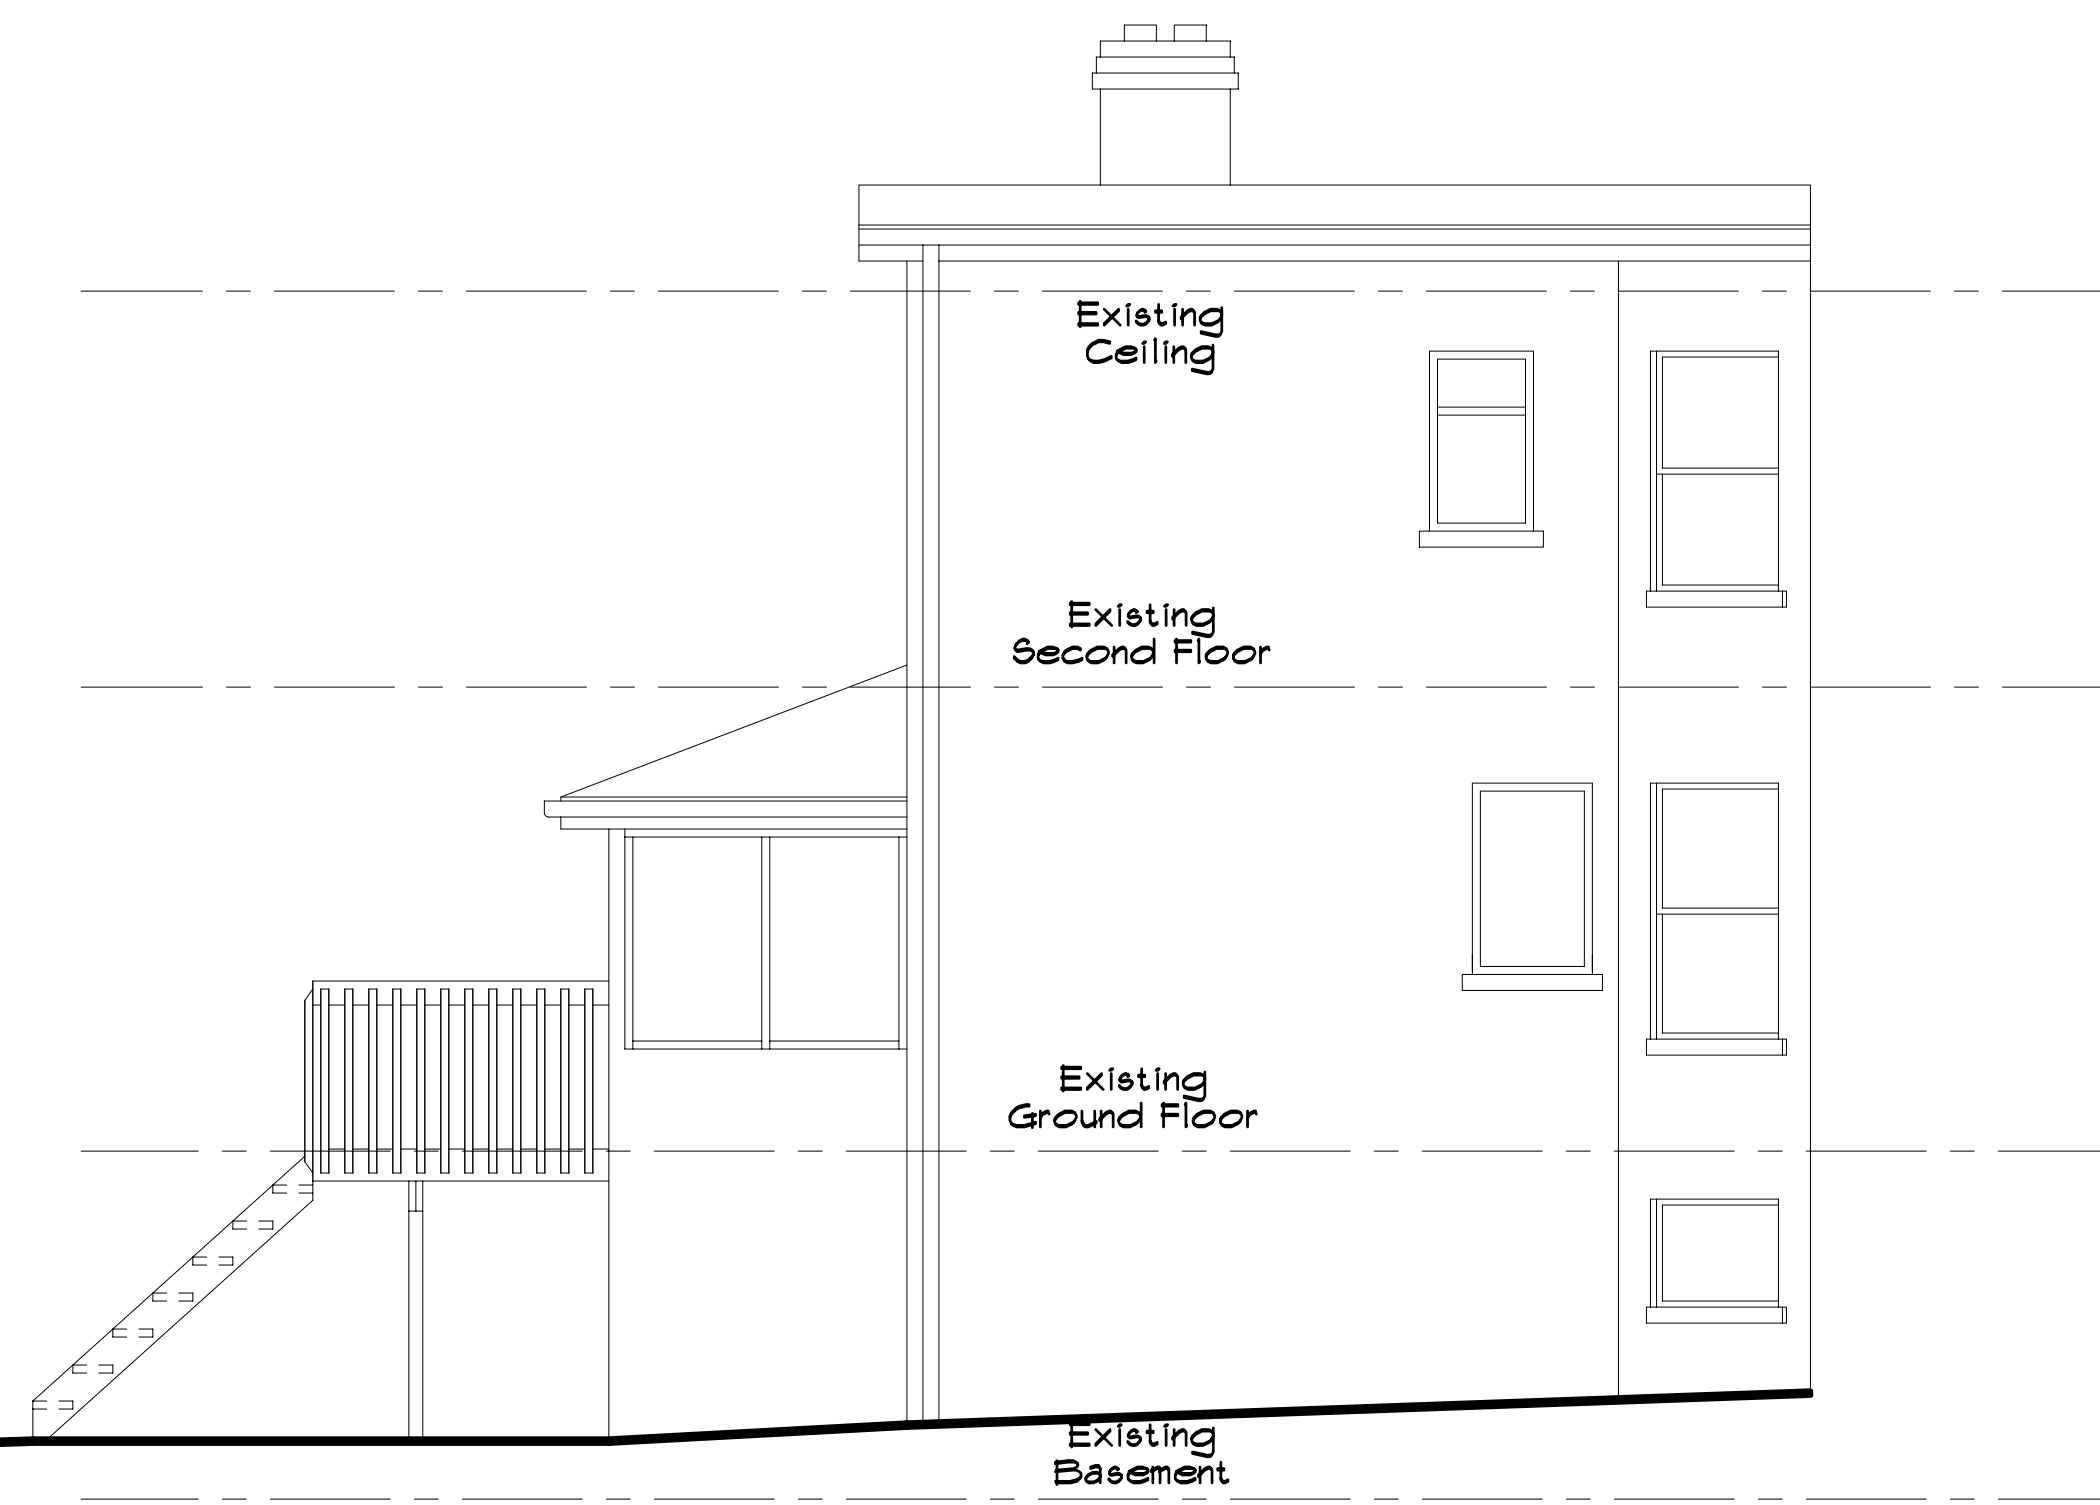 Existing
Ceiling
Existing
Second Floor
Existing
Ground Floor
Existing
Basement